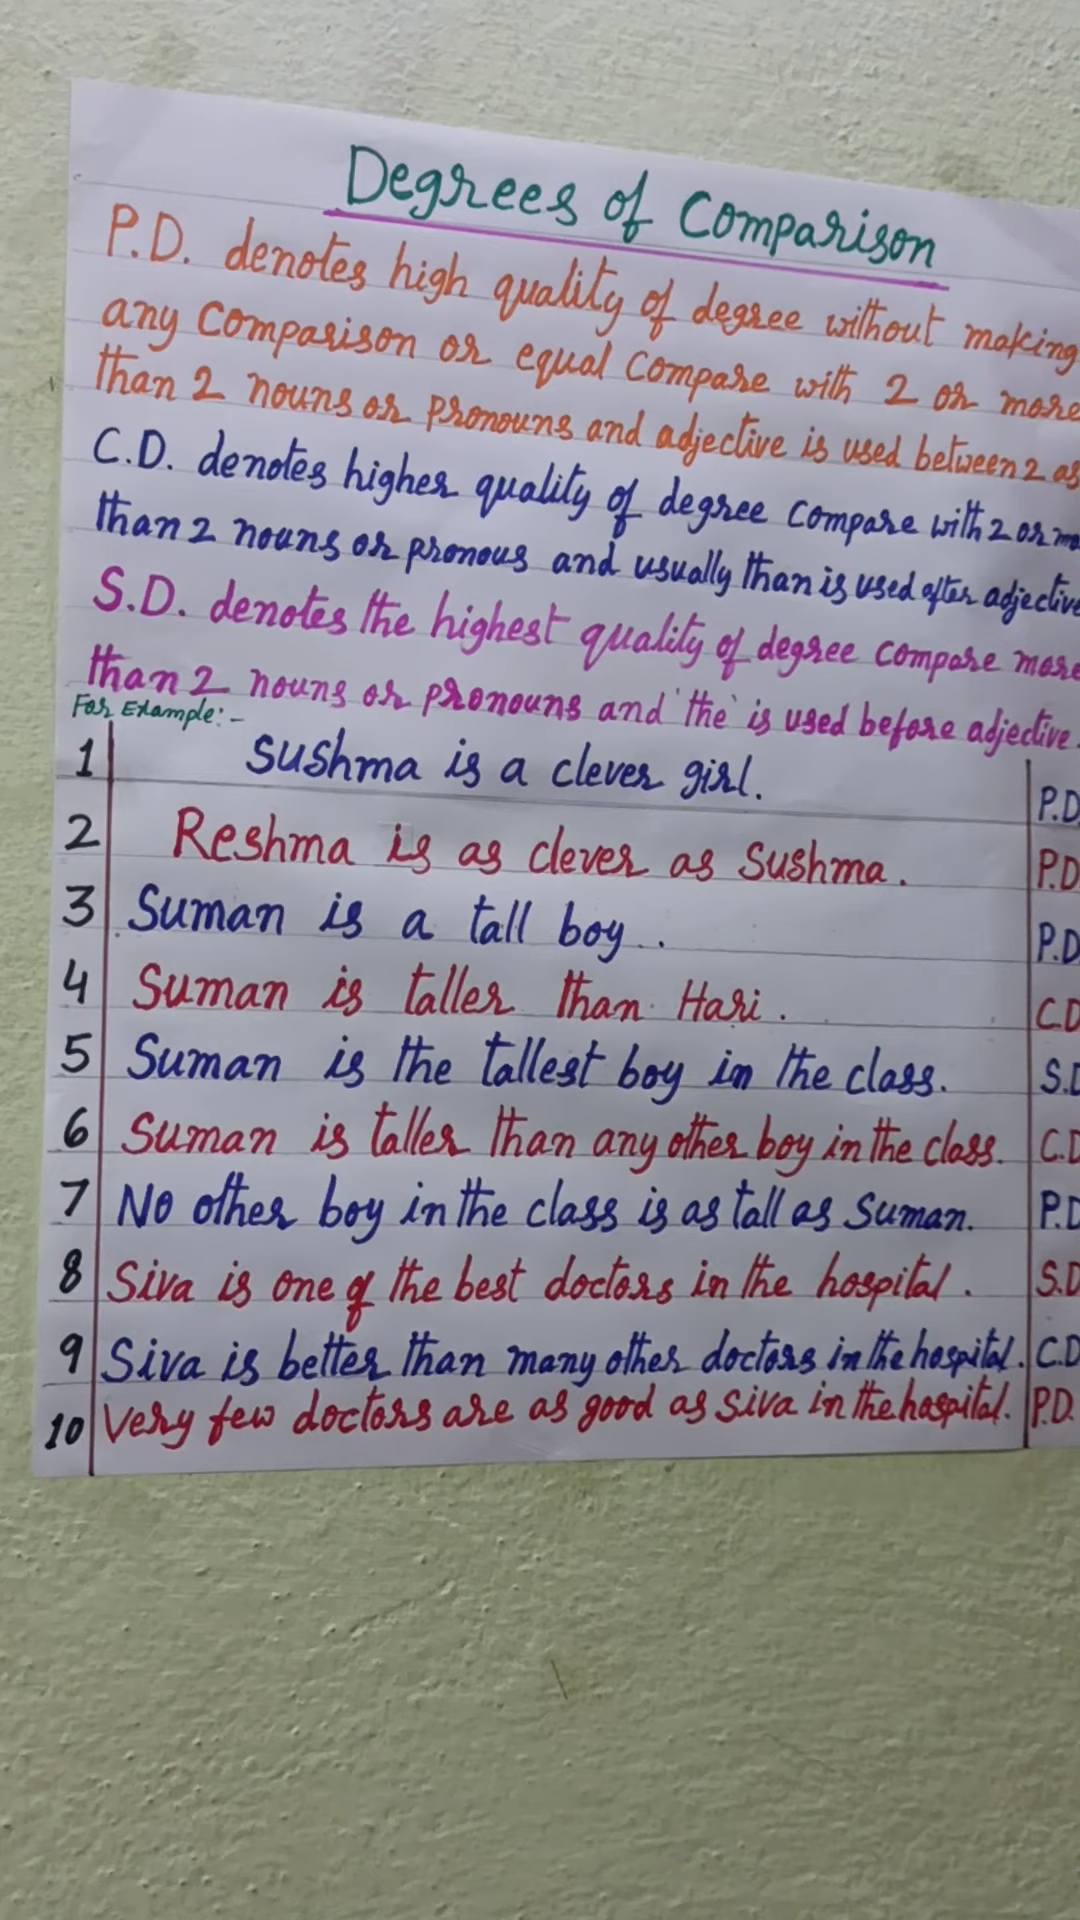 Degrees of Comparison
P.D. denotes high quality of degree without making
any Comparison or equal Compare with 2 or more
than 2 nouns or pronouns and adjective is used between 2 as
C.D. denotes higher quality of degree Compare with 2 or mo
than 2 nouns or pronous and usually than is used after adjective
S.D. denotes the highest quality of degree Compare more
than 2 nouns or pronouns and 'the' is used before adjective.
For Example:-
1 Sushma is a clever girl. P.D
2 Reshma is as clever as Sushma. P.D
3 Suman is a tall boy. P.D
4 Suman is taller than Hari. C.D
5 Suman is the tallest boy in the class. S.D
6 Suman is taller than any other boy in the class. C.D
7 No other boy in the class is as tall as Suman. P.D
8 Siva is one of the best doctors in the hospital. S.D
9 Siva is better than many other doctors in the hospital. C.D
10 Very few doctors are as good as Siva in the hospital. P.D.